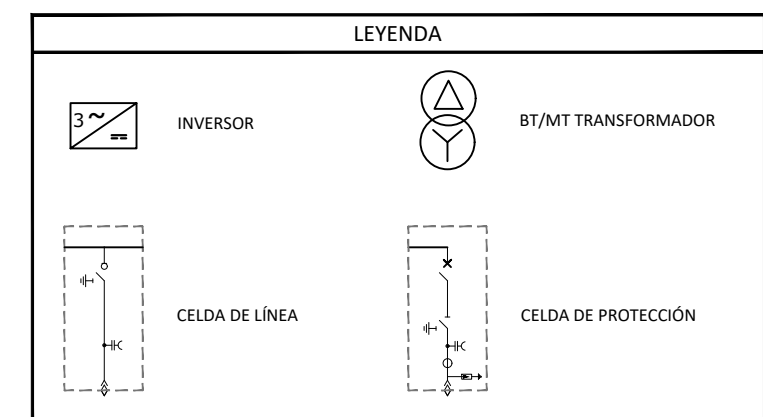 LEYENDA
3~
INVERSOR
BT/MT TRANSFORMADOR
CELDA DE LÍNEA
CELDA DE PROTECCIÓN